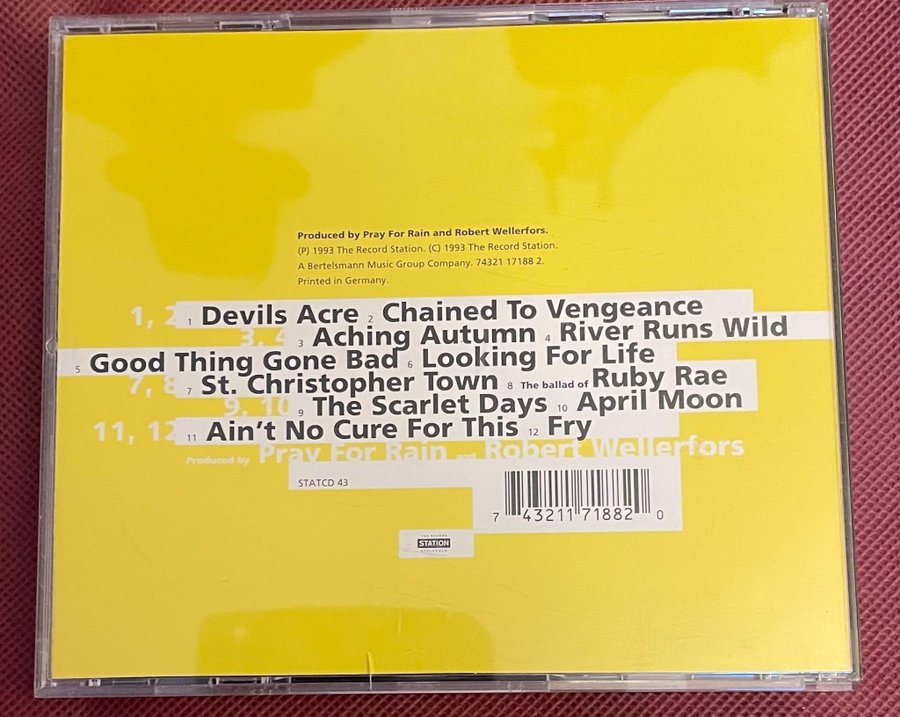 Produced by Pray For Rain and Robert Wellerfors.
(P) 1993 The Record Station. (C) 1993 The Record Station.
A Bertelsmann Music Group Company. 74321 17188 2.
Printed in Germany.
1, 2 1 Devils Acre 2 Chained To Vengeance
3, 4 3 Aching Autumn 4 River Runs Wild
5 Good Thing Gone Bad 6 Looking For Life
7, 8 7 St. Christopher Town 8 The ballad of Ruby Rae
9, 10 9 The Scarlet Days 10 April Moon
11, 12 11 Ain't No Cure For This 12 Fry
Produced by Pray For Rain and Robert Wellerfors
STATCD 43
7 43211 71882 0
THE RECORD
STATION
STOCKHOLM